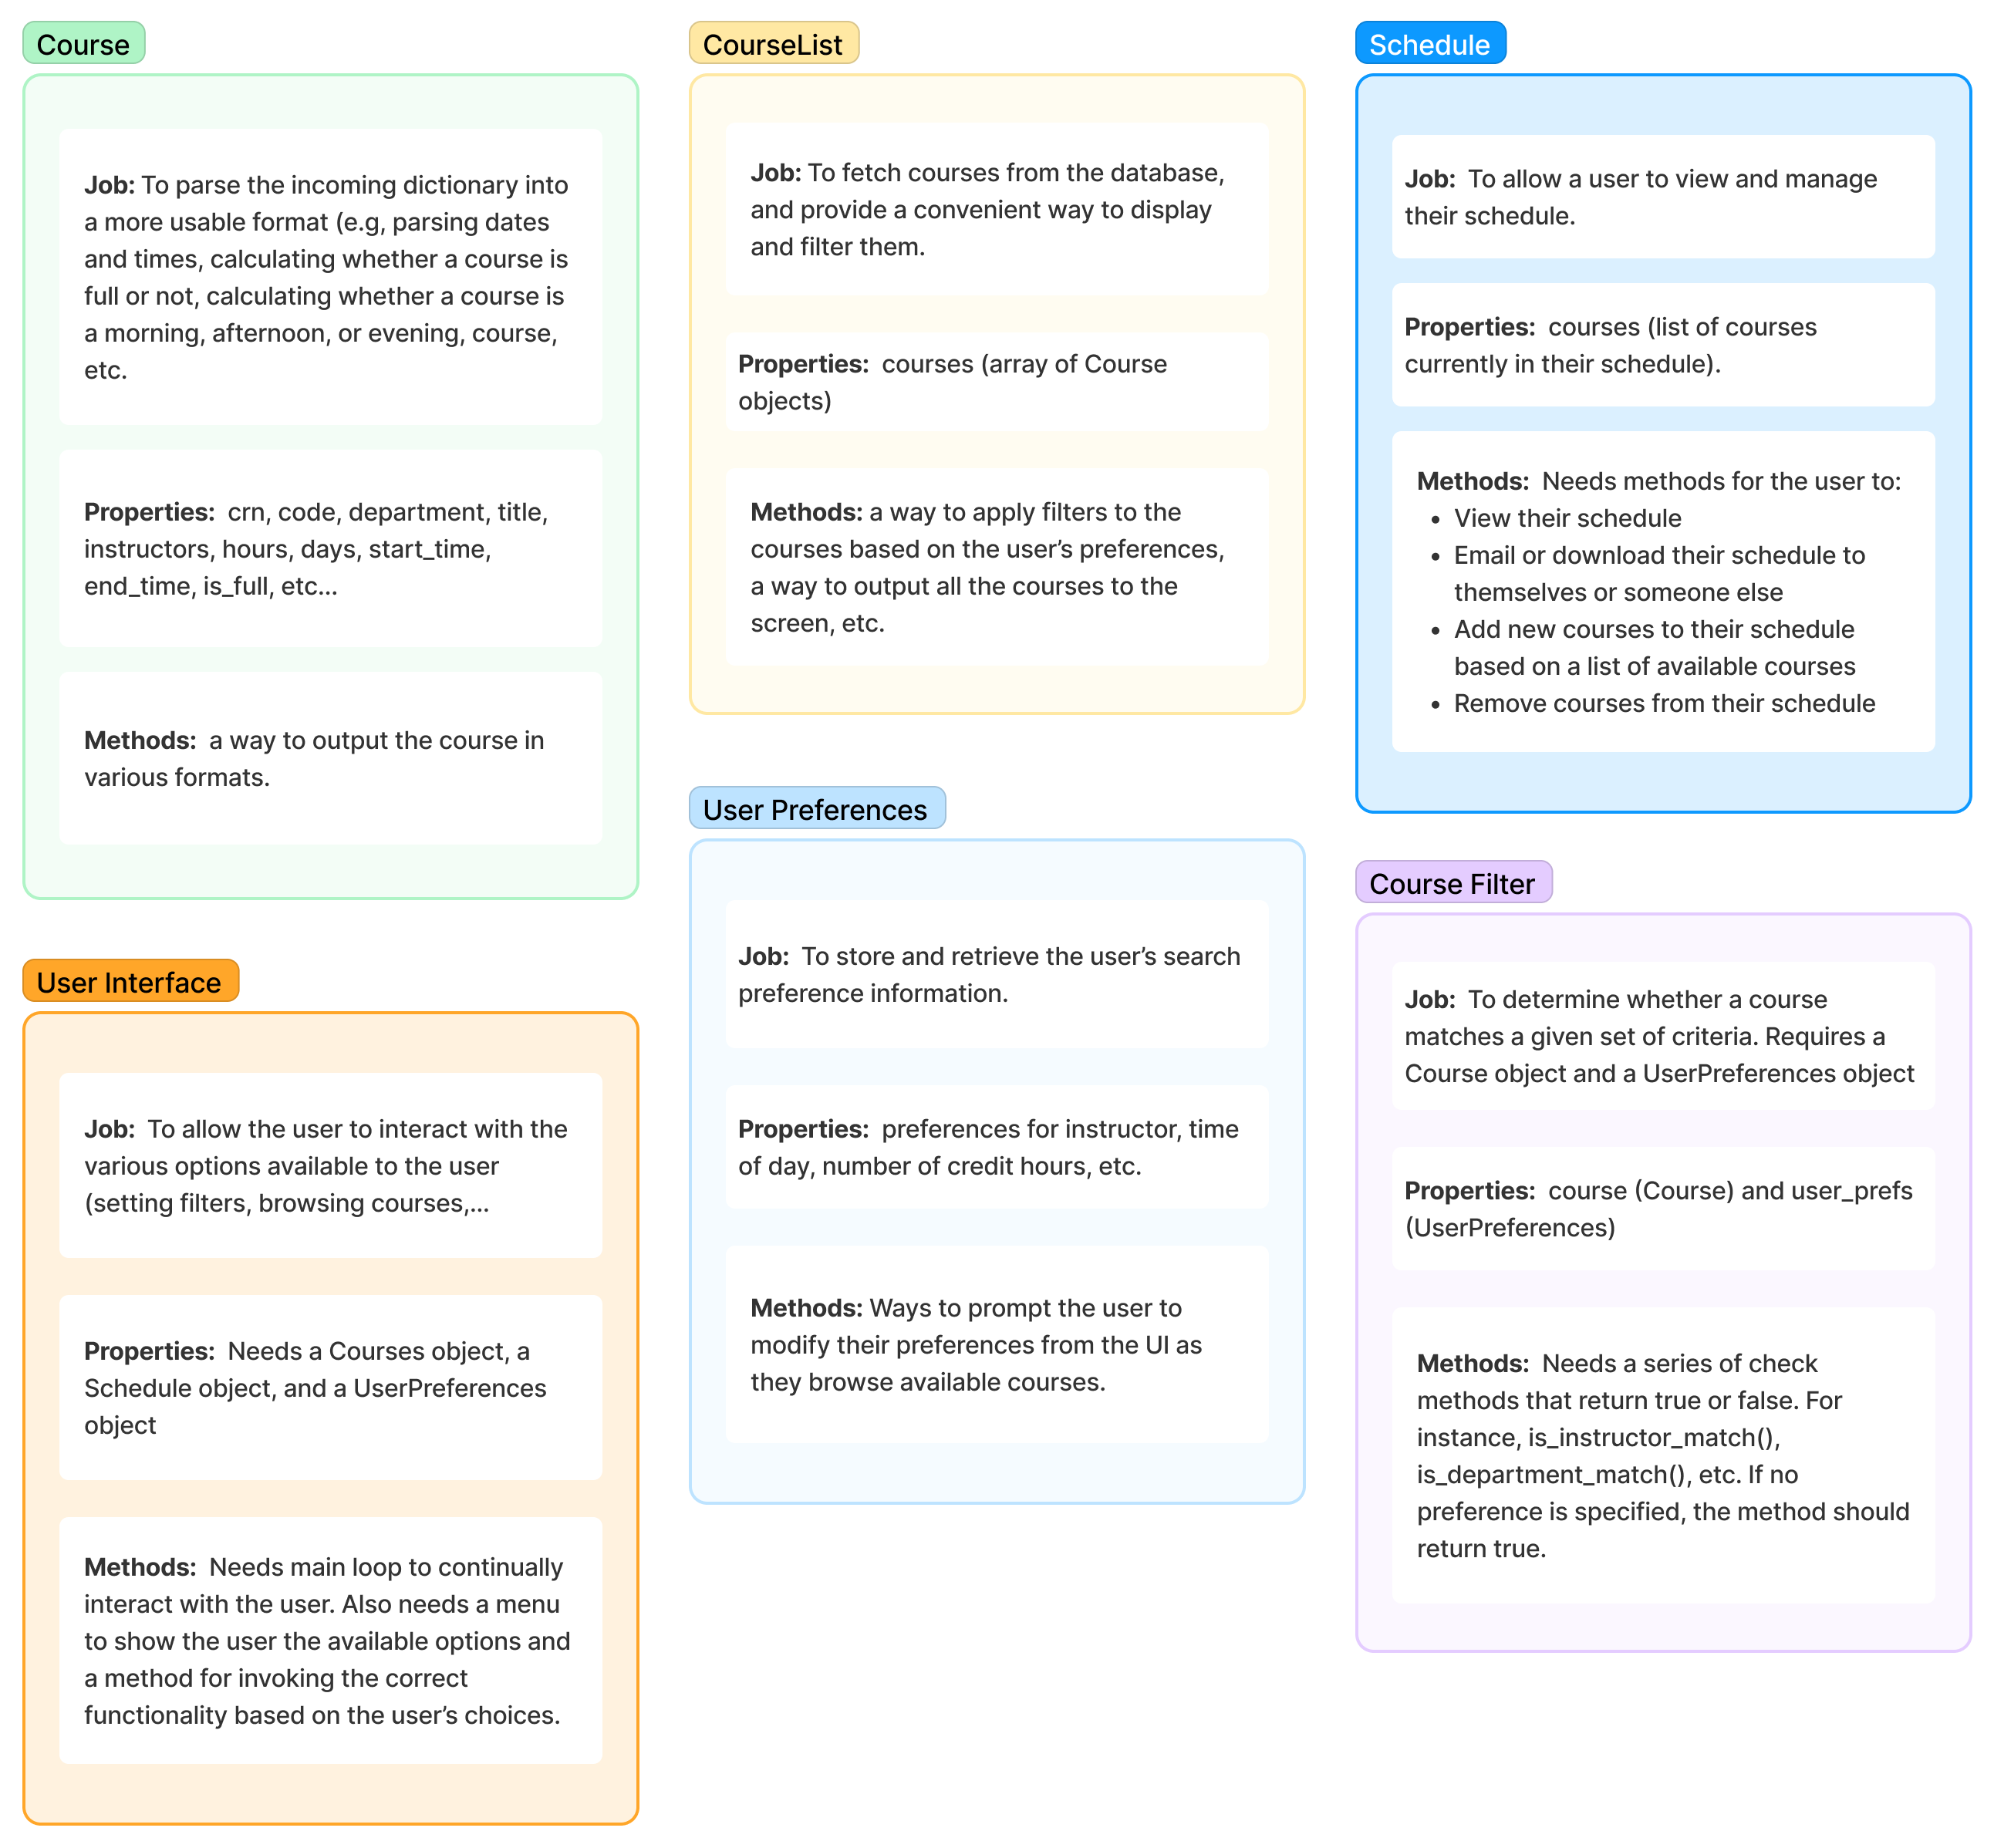 Course
Job: To parse the incoming dictionary into
a more usable format (e.g, parsing dates
and times, calculating whether a course is
full or not, calculating whether a course is
a morning, afternoon, or evening, course,
etc.
Properties:  crn, code, department, title,
instructors, hours, days, start_time,
end_time, is_full, etc...
Methods:  a way to output the course in
various formats.
User Interface
Job:  To allow the user to interact with the
various options available to the user
(setting filters, browsing courses,...
Properties:  Needs a Courses object, a
Schedule object, and a UserPreferences
object
Methods:  Needs main loop to continually
interact with the user. Also needs a menu
to show the user the available options and
a method for invoking the correct
functionality based on the user’s choices.
CourseList
Job: To fetch courses from the database,
and provide a convenient way to display
and filter them.
Properties:  courses (array of Course
objects)
Methods: a way to apply filters to the
courses based on the user’s preferences,
a way to output all the courses to the
screen, etc.
User Preferences
Job:  To store and retrieve the user’s search
preference information.
Properties:  preferences for instructor, time
of day, number of credit hours, etc.
Methods: Ways to prompt the user to
modify their preferences from the UI as
they browse available courses.
Schedule
Job:  To allow a user to view and manage
their schedule.
Properties:  courses (list of courses
currently in their schedule).
Methods:  Needs methods for the user to:
• View their schedule
• Email or download their schedule to
themselves or someone else
• Add new courses to their schedule
based on a list of available courses
• Remove courses from their schedule
Course Filter
Job:  To determine whether a course
matches a given set of criteria. Requires a
Course object and a UserPreferences object
Properties:  course (Course) and user_prefs
(UserPreferences)
Methods:  Needs a series of check
methods that return true or false. For
instance, is_instructor_match(),
is_department_match(), etc. If no
preference is specified, the method should
return true.